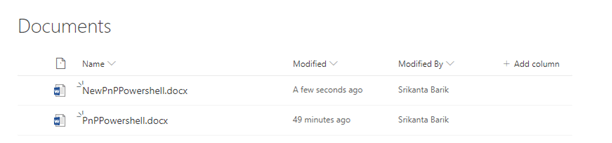 Documents
Name Modified Modified By + Add column
NewPnPPowershell.docx A few seconds ago Srikanta Barik
PnPPowershell.docx 49 minutes ago Srikanta Barik